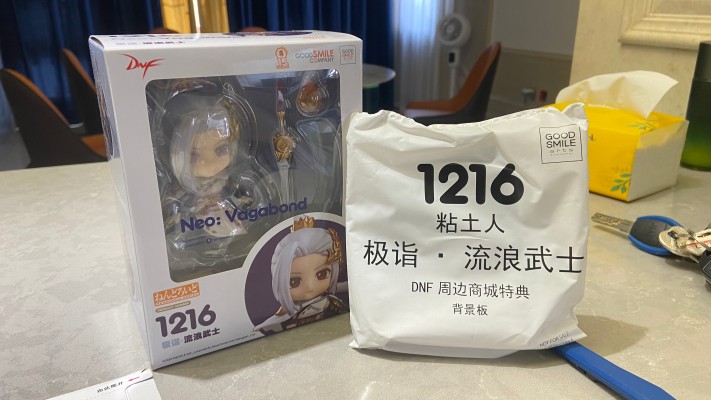 DNF
GOODSMILE
COMPANY
GOOD
SMILE
Neo: Vagabond
ねんどろいど
1216
极诣·流浪武士
GOOD
SMILE
arts
1216
粘土人
极诣·流浪武士
DNF 周边商城特典
背景板